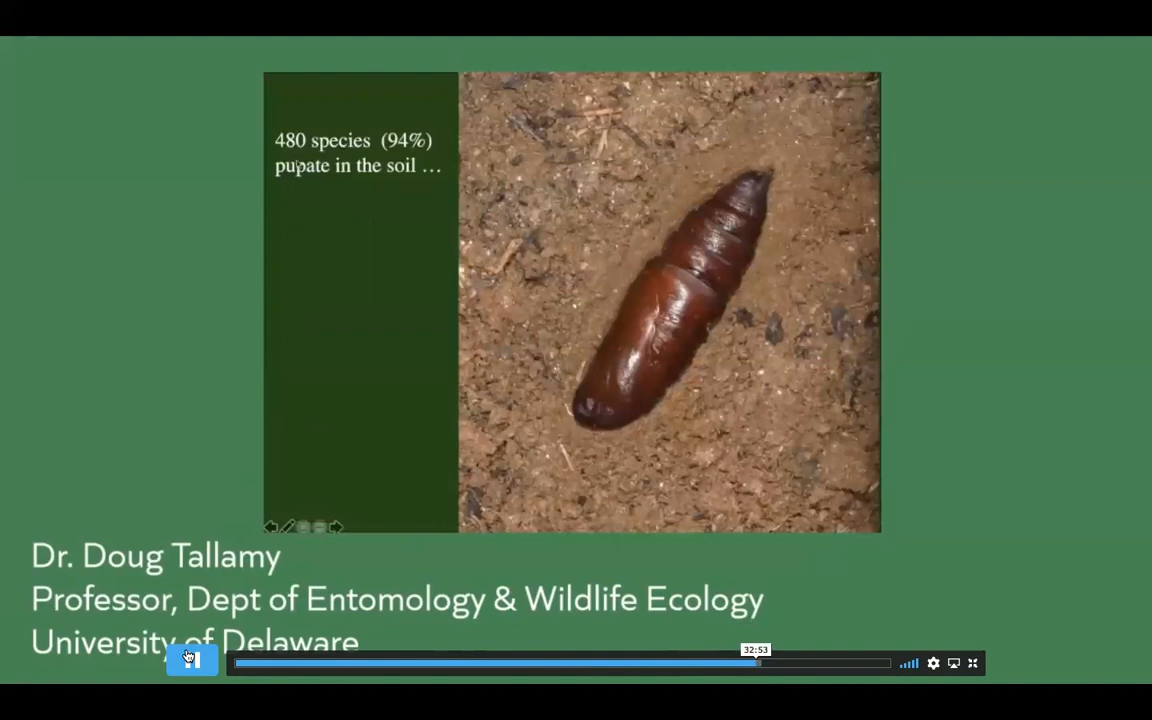 480 species (94%)
pupate in the soil ...
Dr. Doug Tallamy
Professor, Dept of Entomology & Wildlife Ecology
University of Delaware
32:53